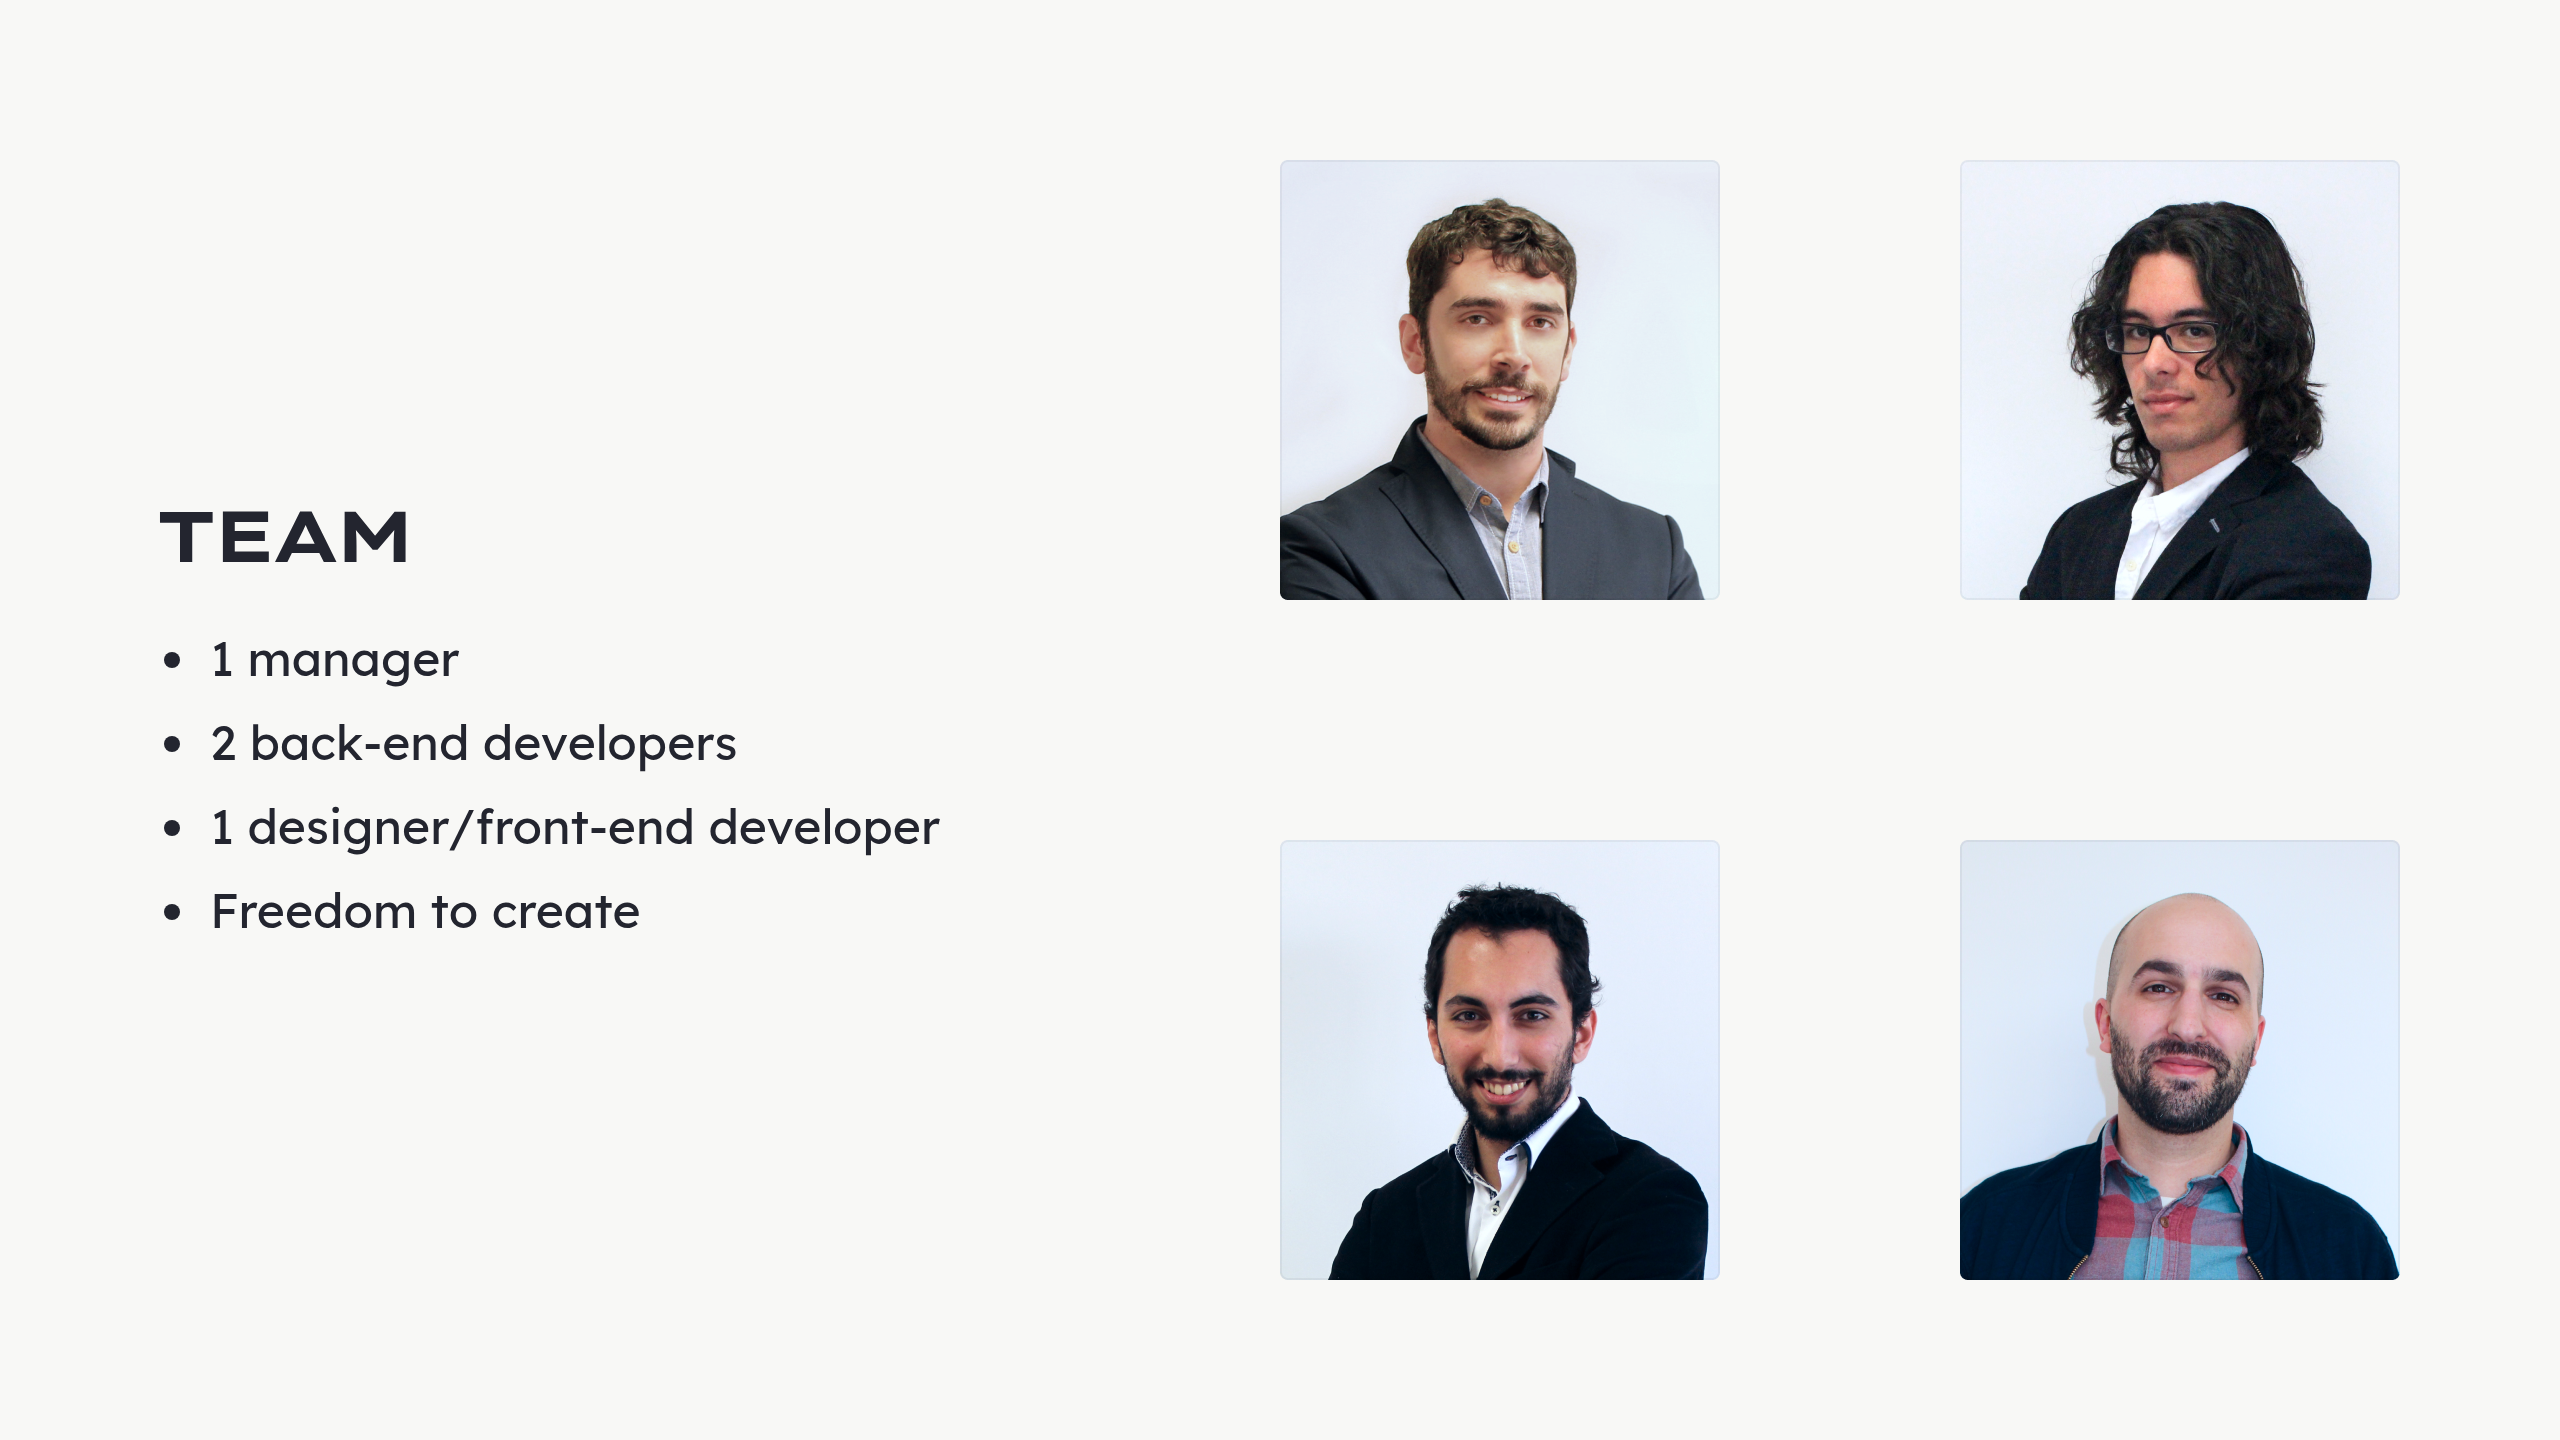 TEAM
1 manager
2 back-end developers
1 designer/front-end developer
Freedom to create